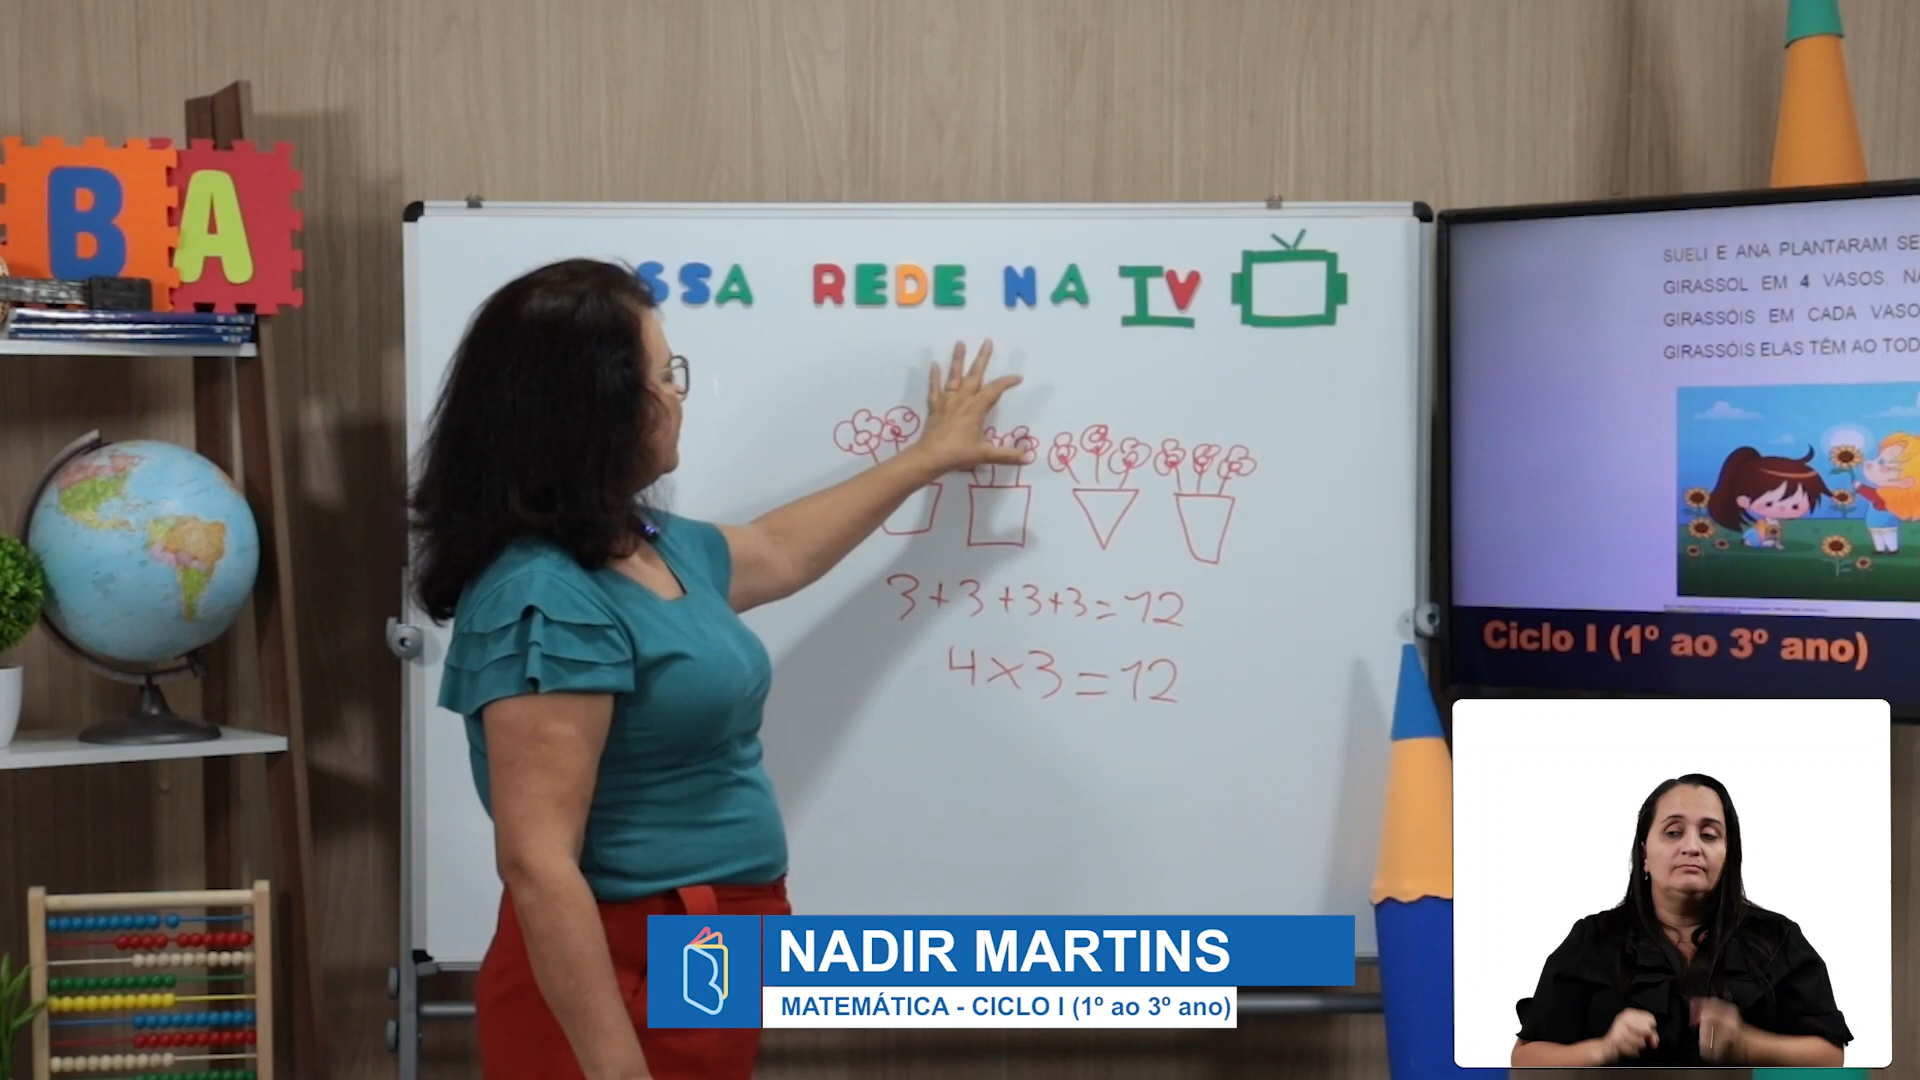 B A
SSA REDE NA TV
3+3+3+3=12
4x3=12
SUELI E ANA PLANTARAM
GIRASSOL EM 4 VASOS.
GIRASSÓIS EM CADA VASO
GIRASSÓIS ELAS TÊM AO TOD
Ciclo I (1º ao 3º ano)
NADIR MARTINS
MATEMÁTICA - CICLO I (1º ao 3º ano)